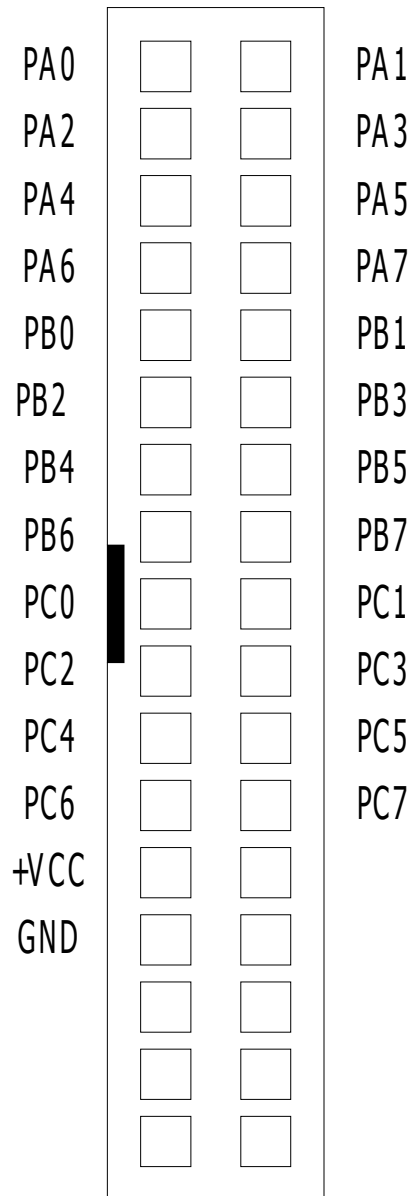 PA0 PA1
PA2 PA3
PA4 PA5
PA6 PA7
PB0 PB1
PB2 PB3
PB4 PB5
PB6 PB7
PC0 PC1
PC2 PC3
PC4 PC5
PC6 PC7
+VCC
GND